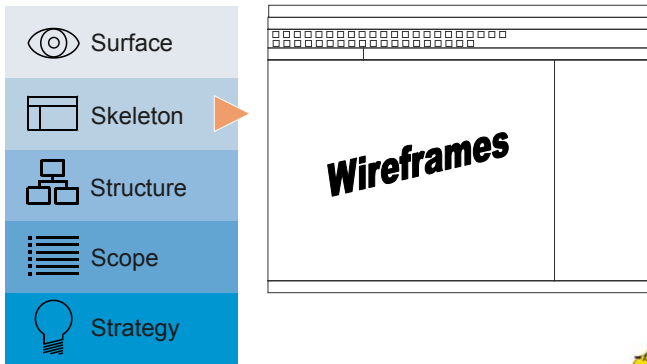 Surface
Skeleton
Wireframes
Structure
Scope
Strategy